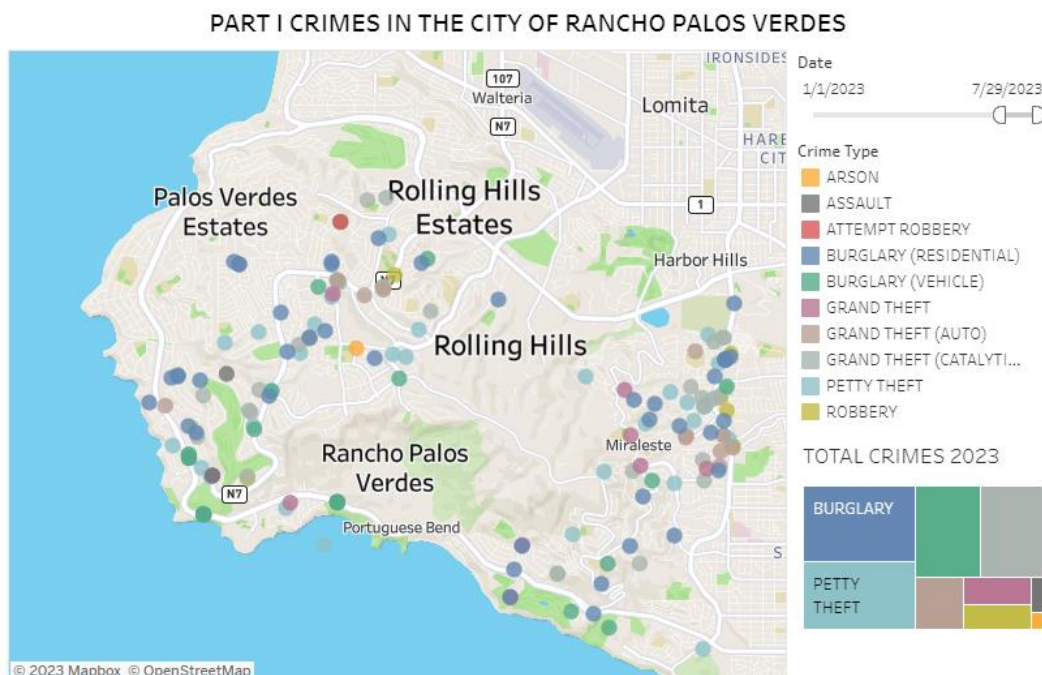 PART I CRIMES IN THE CITY OF RANCHO PALOS VERDES
IRONSIDES
107
Walteria
Lomita
N7
HARB
CIT
Palos Verdes
Estates
Rolling Hills
Estates
1
Harbor Hills
N7
Rolling Hills
Miraleste
Rancho Palos
Verdes
N7
Portuguese Bend
S
© 2023 Mapbox © OpenStreetMap
Date
1/1/2023
7/29/2023
Crime Type
ARSON
ASSAULT
ATTEMPT ROBBERY
BURGLARY (RESIDENTIAL)
BURGLARY (VEHICLE)
GRAND THEFT
GRAND THEFT (AUTO)
GRAND THEFT (CATALYTI...
PETTY THEFT
ROBBERY
TOTAL CRIMES 2023
BURGLARY
PETTY
THEFT